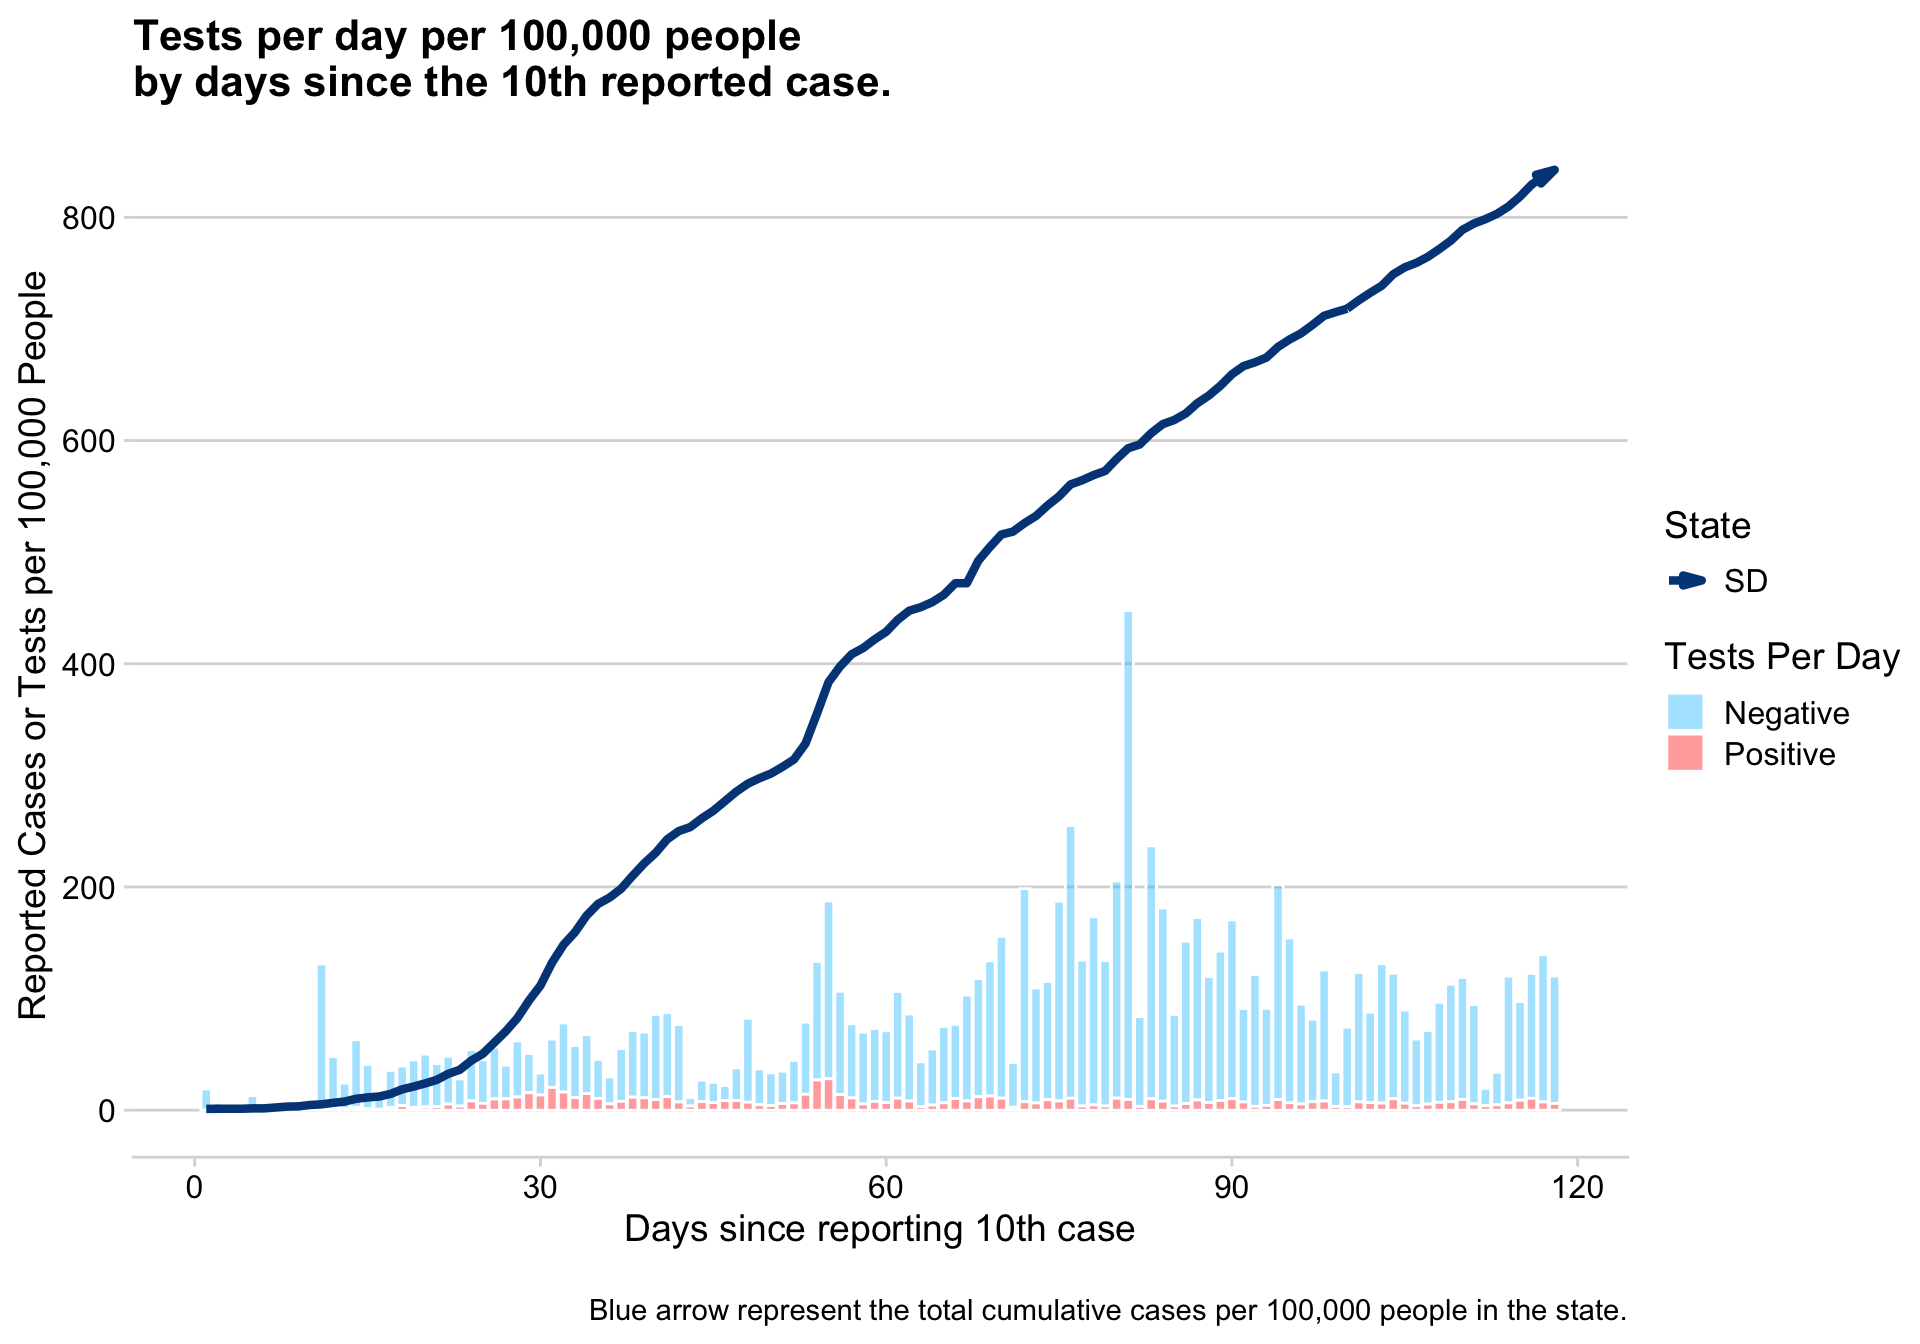 Tests per day per 100,000 people
by days since the 10th reported case.
Reported Cases or Tests per 100,000 People
800
600
400
200
0
0
30
60
90
120
Days since reporting 10th case
State
SD
Tests Per Day
Negative
Positive
Blue arrow represent the total cumulative cases per 100,000 people in the state.